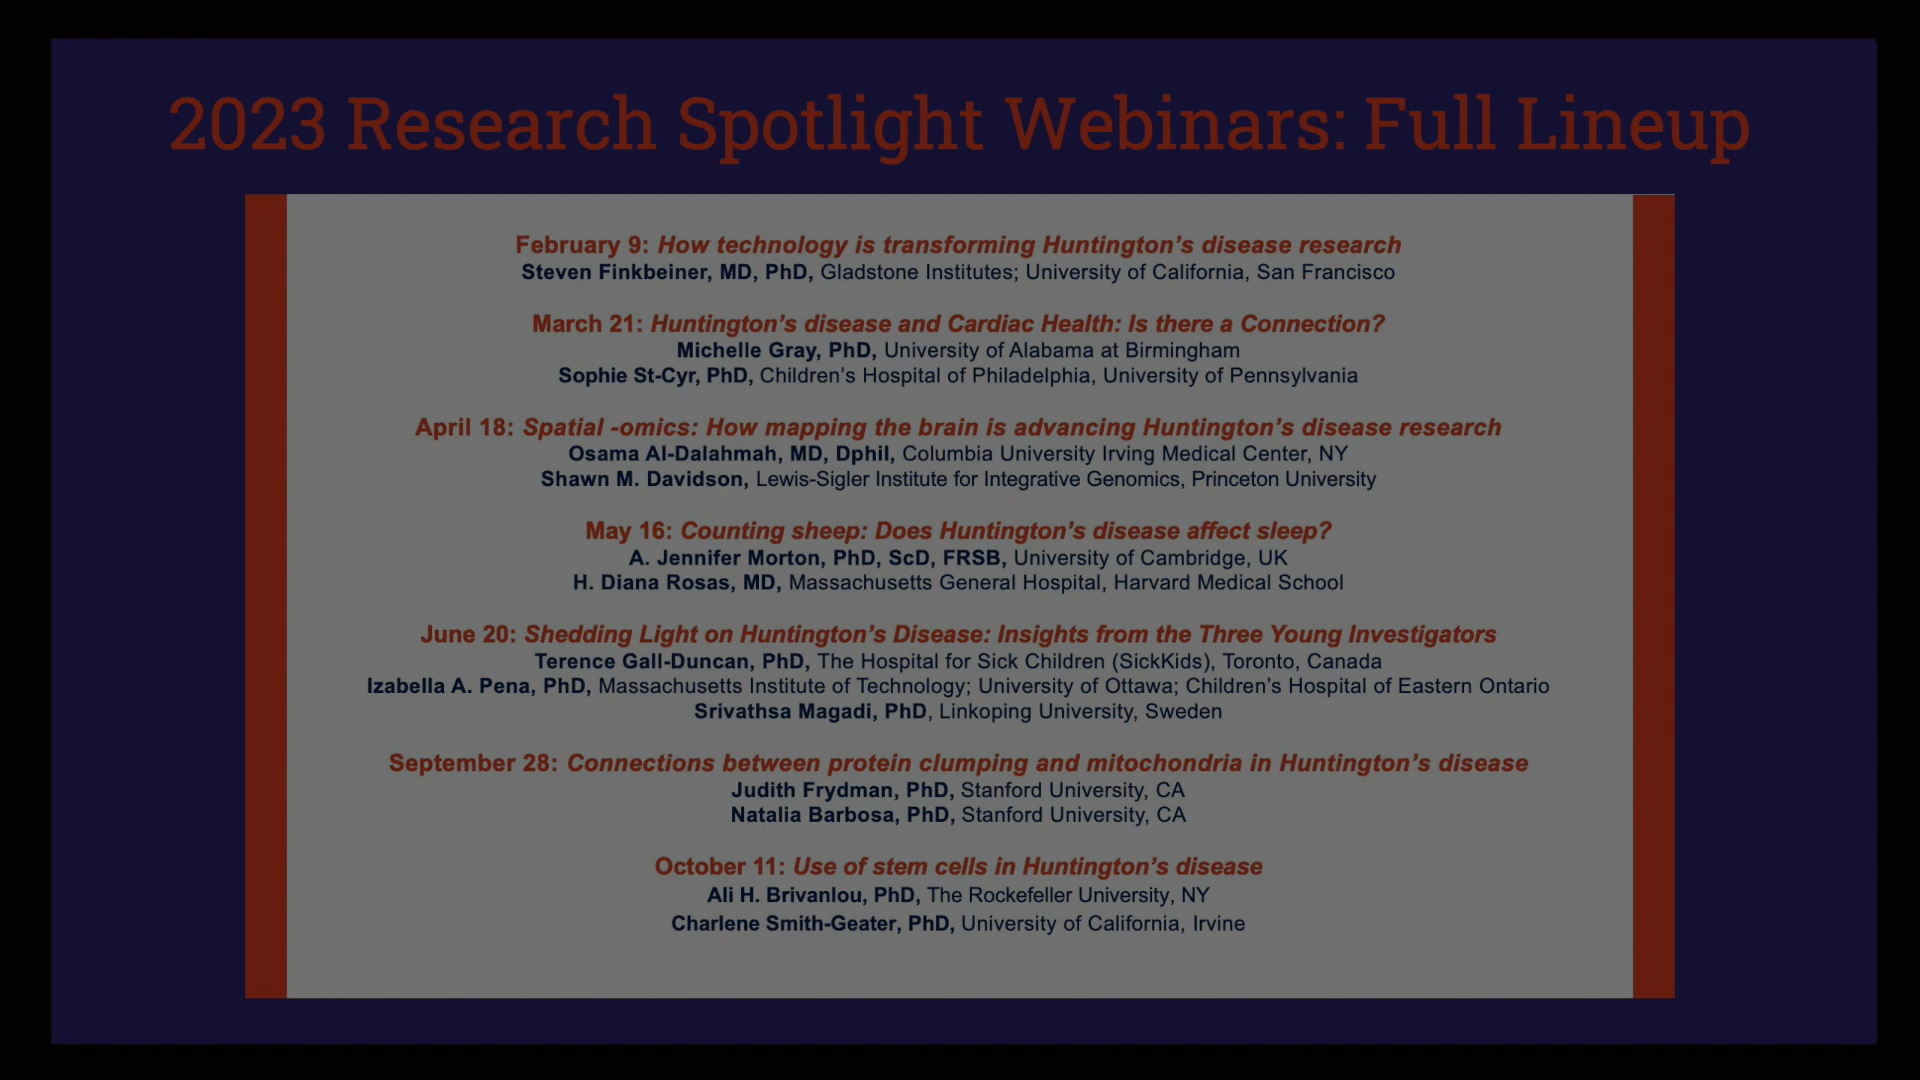 2023 Research Spotlight Webinars: Full Lineup
February 9: How technology is transforming Huntington’s disease research
Steven Finkbeiner, MD, PhD, Gladstone Institutes; University of California, San Francisco
March 21: Huntington’s disease and Cardiac Health: Is there a Connection?
Michelle Gray, PhD, University of Alabama at Birmingham
Sophie St-Cyr, PhD, Children’s Hospital of Philadelphia, University of Pennsylvania
April 18: Spatial -omics: How mapping the brain is advancing Huntington’s disease research
Osama Al-Dalahmah, MD, Dphil, Columbia University Irving Medical Center, NY
Shawn M. Davidson, Lewis-Sigler Institute for Integrative Genomics, Princeton University
May 16: Counting sheep: Does Huntington’s disease affect sleep?
A. Jennifer Morton, PhD, ScD, FRSB, University of Cambridge, UK
H. Diana Rosas, MD, Massachusetts General Hospital, Harvard Medical School
June 20: Shedding Light on Huntington’s Disease: Insights from the Three Young Investigators
Terence Gall-Duncan, PhD, The Hospital for Sick Children (SickKids), Toronto, Canada
Izabella A. Pena, PhD, Massachusetts Institute of Technology; University of Ottawa; Children’s Hospital of Eastern Ontario
Srivathsa Magadi, PhD, Linkoping University, Sweden
September 28: Connections between protein clumping and mitochondria in Huntington’s disease
Judith Frydman, PhD, Stanford University, CA
Natalia Barbosa, PhD, Stanford University, CA
October 11: Use of stem cells in Huntington’s disease
Ali H. Brivanlou, PhD, The Rockefeller University, NY
Charlene Smith-Geater, PhD, University of California, Irvine